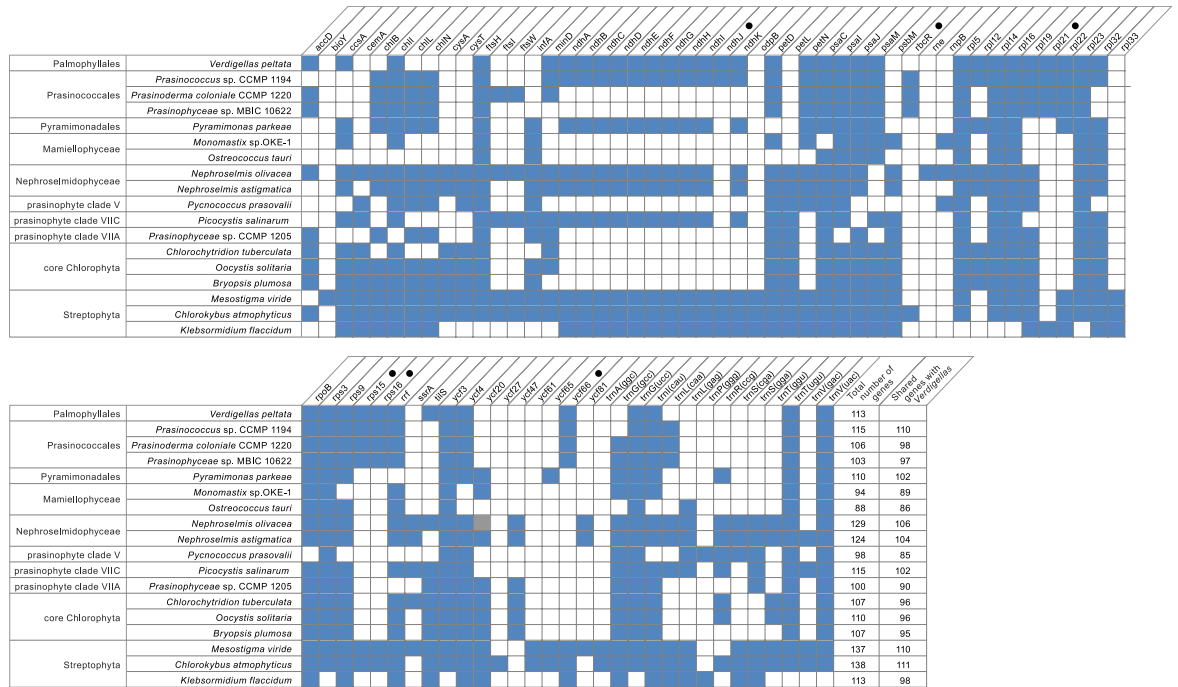 accD bioY ccsA cemA chlB chlI chlL chlN cysA cysT ftsH ftsI ftsW infA minD ndhA ndhB ndhC ndhD ndhE ndhF ndhG ndhH ndhI ndhJ ndhK odpB petD petL petN psaC psaI psaJ psaM psbM rbcR rne rnpB rpl5 rpl12 rpl14 rpl16 rpl19 rpl21 rpl22 rpl23 rpl32 rpl33
Palmophyllales Verdigellas peltata
Prasinococcales Prasinococcus sp. CCMP 1194
Prasinoderma coloniale CCMP 1220
Prasinophyceae sp. MBIC 10622
Pyramimonadales Pyramimonas parkeae
Mamiellophyceae Monomastix sp.OKE-1
Ostreococcus tauri
Nephroselmidophyceae Nephroselmis olivacea
Nephroselmis astigmatica
prasinophyte clade V Pycnococcus prasovalii
prasinophyte clade VIIC Picocystis salinarum
prasinophyte clade VIIA Prasinophyceae sp. CCMP 1205
core Chlorophyta Chlorochytridion tuberculata
Oocystis solitaria
Bryopsis plumosa
Streptophyta Mesostigma viride
Chlorokybus atmophyticus
Klebsormidium flaccidum
rpoB rps3 rps9 rps15 rps16 rrf ssrA tilS ycf3 ycf4 ycf20 ycf27 ycf47 ycf61 ycf65 ycf66 ycf81 trnA(ggc) trnG(gcc) trnG(ucc) trnI(cau) trnL(caa) trnL(gag) trnP(ggg) trnR(ccg) trnS(cga) trnS(gga) trnT(ggu) trnT(ugu) trnV(gac) trnV(uac) Total number of genes Shared genes with Verdigellas
Palmophyllales Verdigellas peltata 113
Prasinococcales Prasinococcus sp. CCMP 1194 115 110
Prasinoderma coloniale CCMP 1220 106 98
Prasinophyceae sp. MBIC 10622 103 97
Pyramimonadales Pyramimonas parkeae 110 102
Mamiellophyceae Monomastix sp.OKE-1 94 89
Ostreococcus tauri 88 86
Nephroselmidophyceae Nephroselmis olivacea 129 106
Nephroselmis astigmatica 124 104
prasinophyte clade V Pycnococcus prasovalii 98 85
prasinophyte clade VIIC Picocystis salinarum 115 102
prasinophyte clade VIIA Prasinophyceae sp. CCMP 1205 100 90
core Chlorophyta Chlorochytridion tuberculata 107 96
Oocystis solitaria 110 96
Bryopsis plumosa 107 95
Streptophyta Mesostigma viride 137 110
Chlorokybus atmophyticus 138 111
Klebsormidium flaccidum 113 98